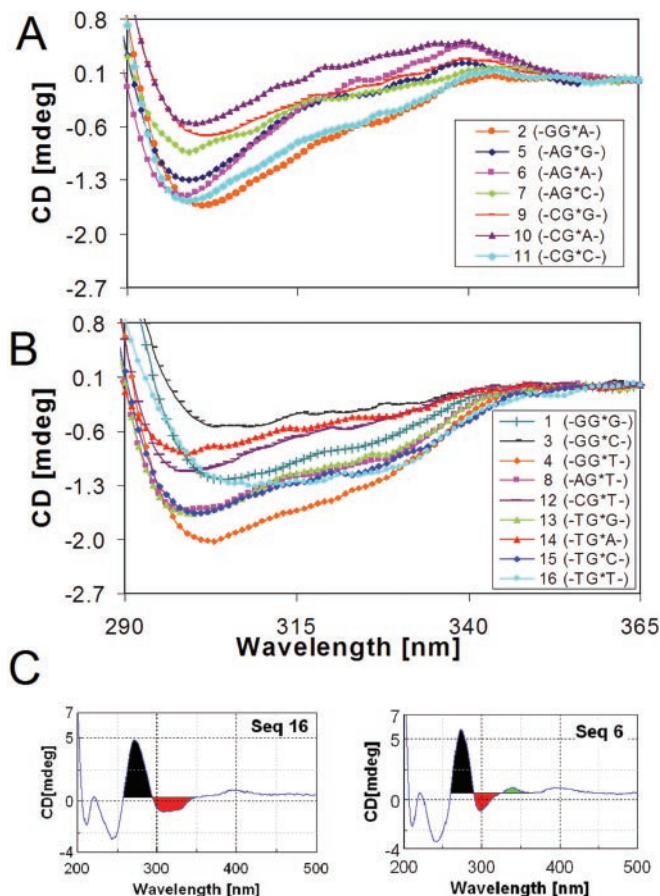 A
CD [mdeg]
0.8
0.1
-0.6
-1.3
-2.0
-2.7
2 (-GG*A-)
5 (-AG*G-)
6 (-AG*A-)
7 (-AG*C-)
9 (-CG*G-)
10 (-CG*A-)
11 (-CG*C-)
B
CD [mdeg]
0.8
0.1
-0.6
-1.3
-2.0
-2.7
1 (-GG*G-)
3 (-GG*C-)
4 (-GG*T-)
8 (-AG*T-)
12 (-CG*T-)
13 (-TG*G-)
14 (-TG*A-)
15 (-TG*C-)
16 (-TG*T-)
290 315 340 365
Wavelength [nm]
C
CD[mdeg]
7
5
0
-4
Seq 16
200 300 400 500
Wavelength [nm]
CD[mdeg]
7
5
0
-4
Seq 6
200 300 400 500
Wavelength [nm]